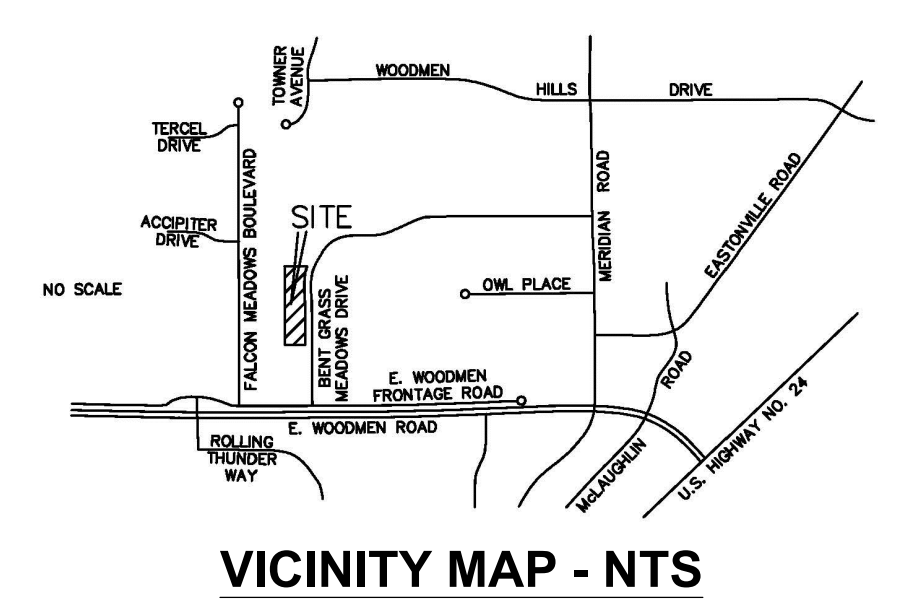 TOWNER
AVENUE
WOODMEN
HILLS
DRIVE
TERCEL
DRIVE
FALCON MEADOWS BOULEVARD
MERIDIAN ROAD
EASTONVILLE ROAD
ACCIPITER
DRIVE
SITE
NO SCALE
OWL PLACE
BENT GRASS
MEADOWS DRIVE
E. WOODMEN
FRONTAGE ROAD
E. WOODMEN ROAD
ROLLING
THUNDER
WAY
McLAUGHLIN
ROAD
U.S. HIGHWAY NO. 24
VICINITY MAP - NTS